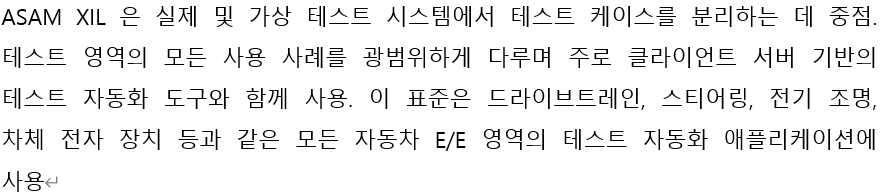 ASAM XIL 은 실제 및 가상 테스트 시스템에서 테스트 케이스를 분리하는 데 중점.
테스트 영역의 모든 사용 사례를 광범위하게 다루며 주로 클라이언트 서버 기반의
테스트 자동화 도구와 함께 사용. 이 표준은 드라이브트레인, 스티어링, 전기 조명,
차체 전자 장치 등과 같은 모든 자동차 E/E 영역의 테스트 자동화 애플리케이션에
사용↵